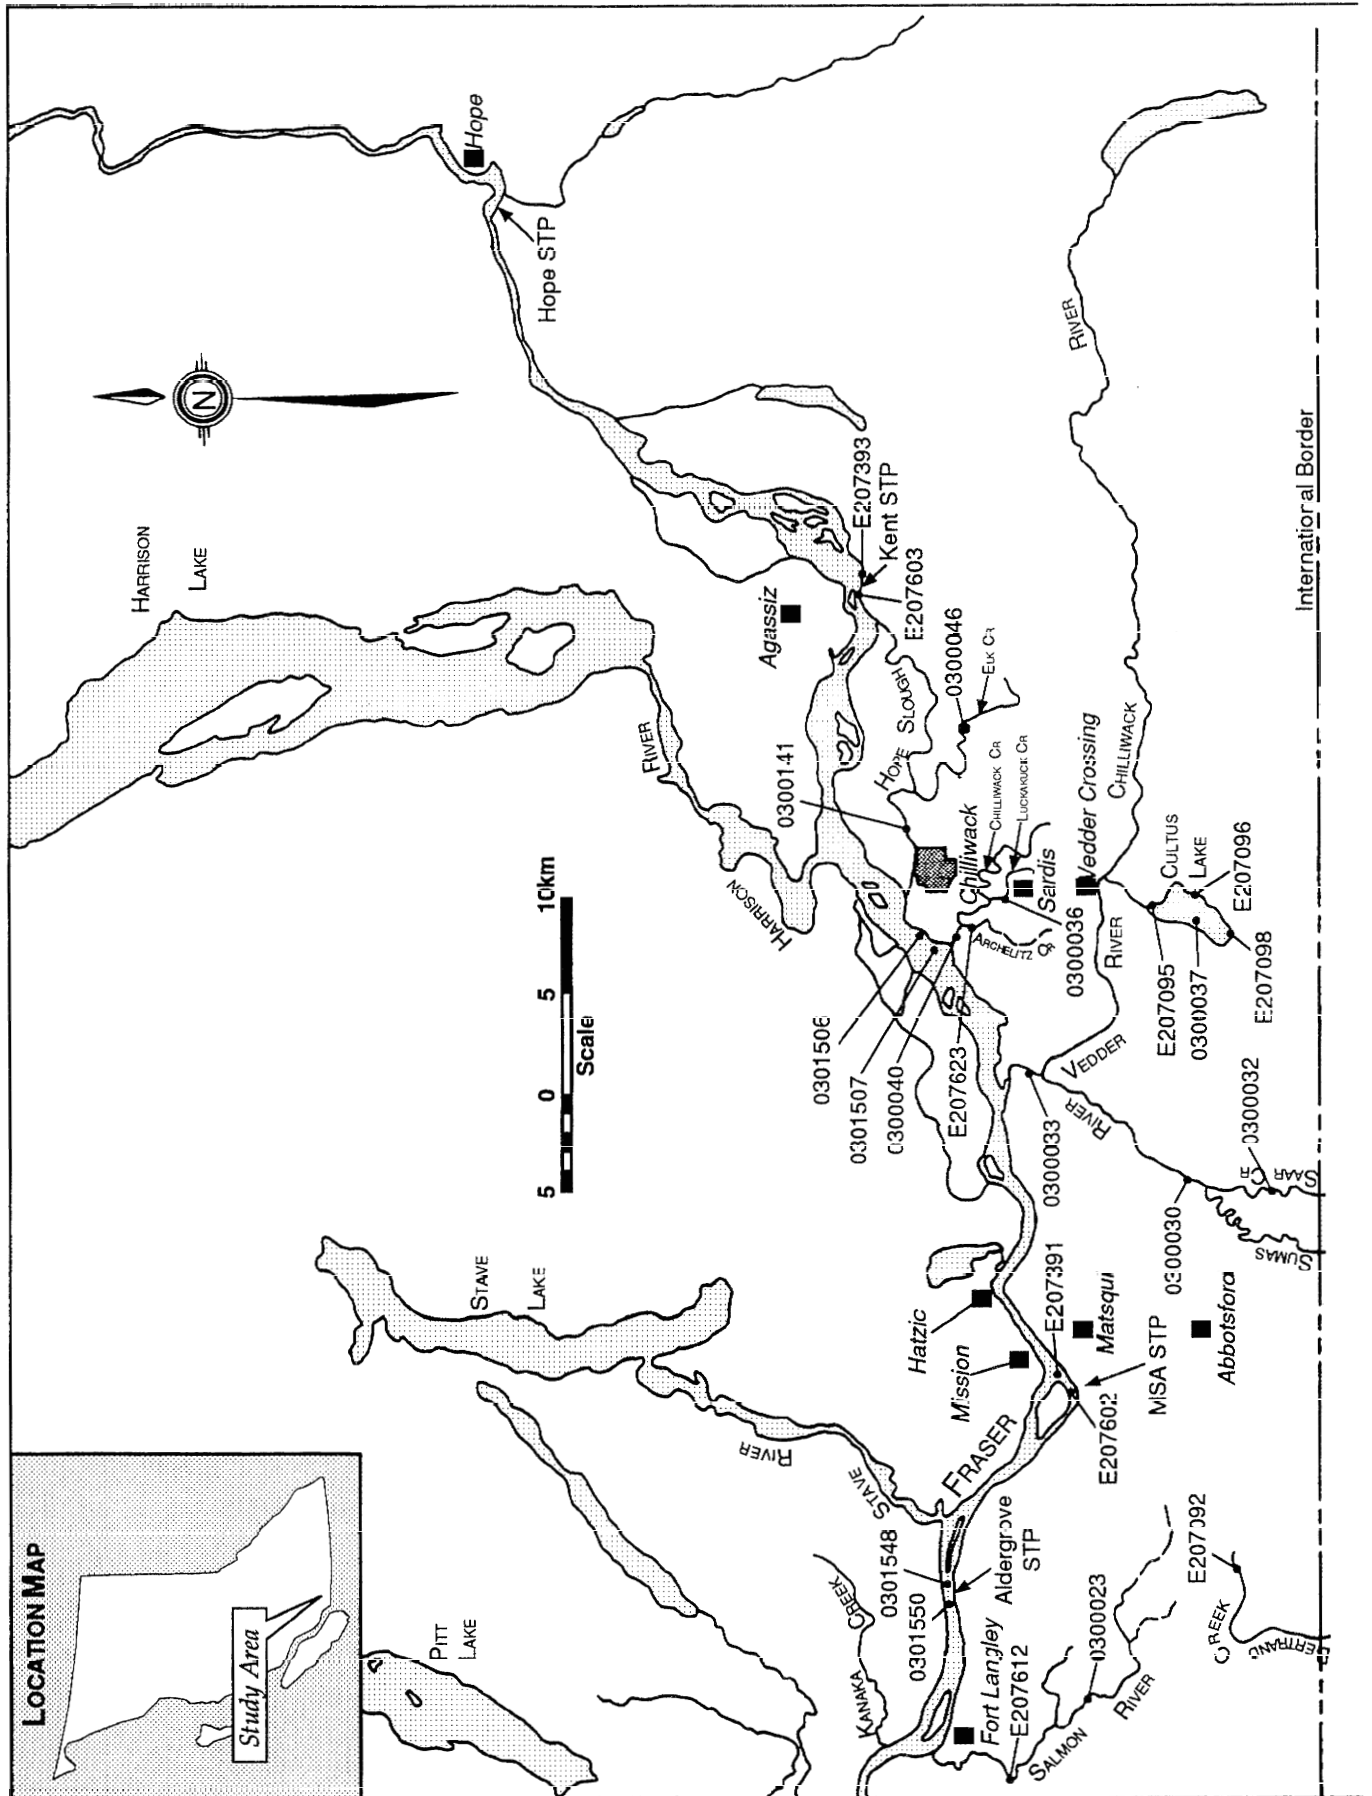 LOCATION MAP
Study Area
PITT
LAKE
STAVE
LAKE
HARRISON
LAKE
N
5
0
5
10km
Scale
Hope
Hope STP
RIVER
HARRISON
Agassiz
E207393
Kent STP
E207603
0300046
ELK CR
HOPE SLOUGH
0300141
Chilliwack
CHILLIWACK CR
LUCKAKUCK CR
Sardis
Vedder Crossing
CHILLIWACK
RIVER
CULTUS
LAKE
E207096
E207098
0300037
E207095
RIVER
VEDDER
0300036
ARCHELITZ CR
0301506
0301507
0300040
E207623
0300033
RIVER
0300032
SAAR
CR
SUMAS
0300030
Hatzic
Mission
E207391
Matsqui
MSA STP
Abbotsford
E207602
FRASER
RIVER
STAVE
Aldergrove
STP
0301548
0301550
CREEK
KANAKA
Fort Langley
E207612
0300023
SALMON
RIVER
E207092
CREEK
BERTRAND
International Border